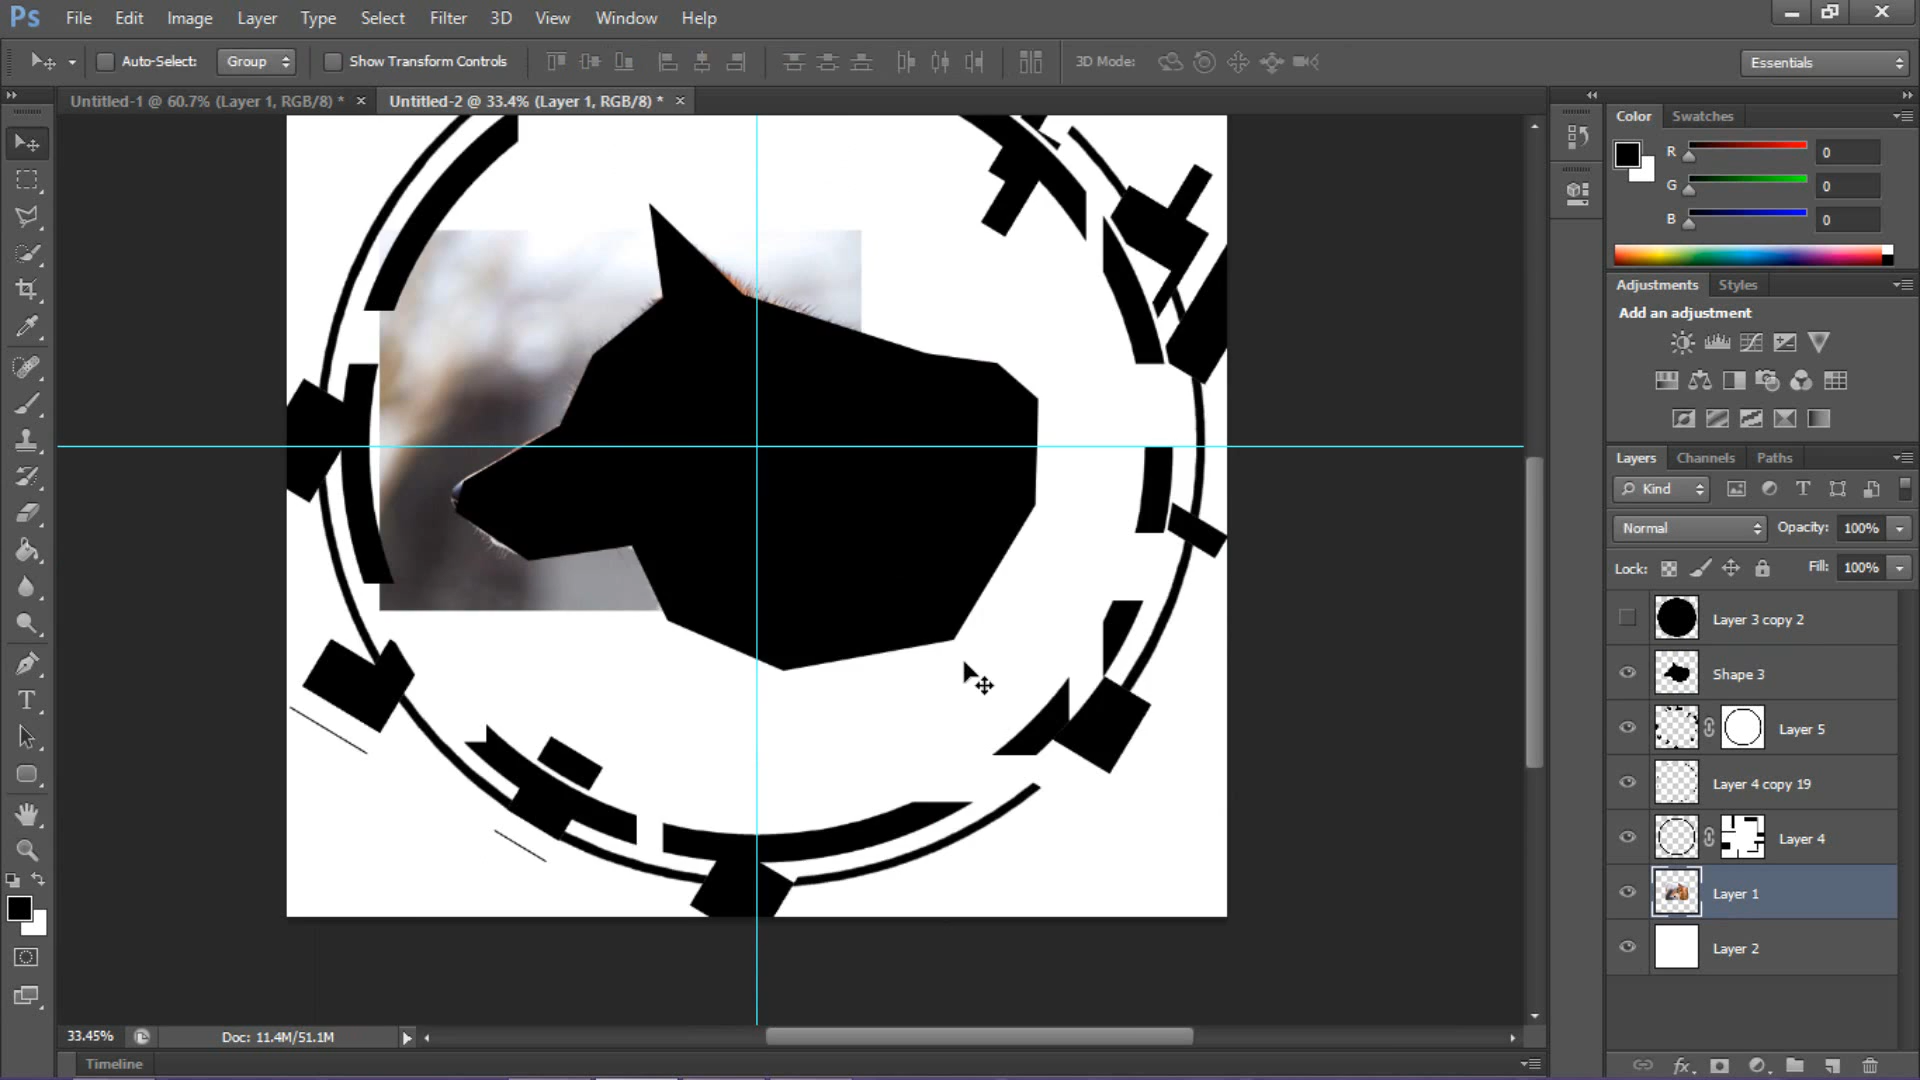 Ps File Edit Image Layer Type Select Filter 3D View Window Help
Auto-Select: Group Show Transform Controls 3D Mode: Essentials
Untitled-1 @ 60.7% (Layer 1, RGB/8) * × Untitled-2 @ 33.4% (Layer 1, RGB/8) * ×
Color Swatches
R 0
G 0
B 0
Adjustments Styles
Add an adjustment
Layers Channels Paths
Kind
Normal Opacity: 100%
Lock: Fill: 100%
Layer 3 copy 2
Shape 3
Layer 5
Layer 4 copy 19
Layer 4
Layer 1
Layer 2
33.45% Doc: 11.4M/51.1M
Timeline